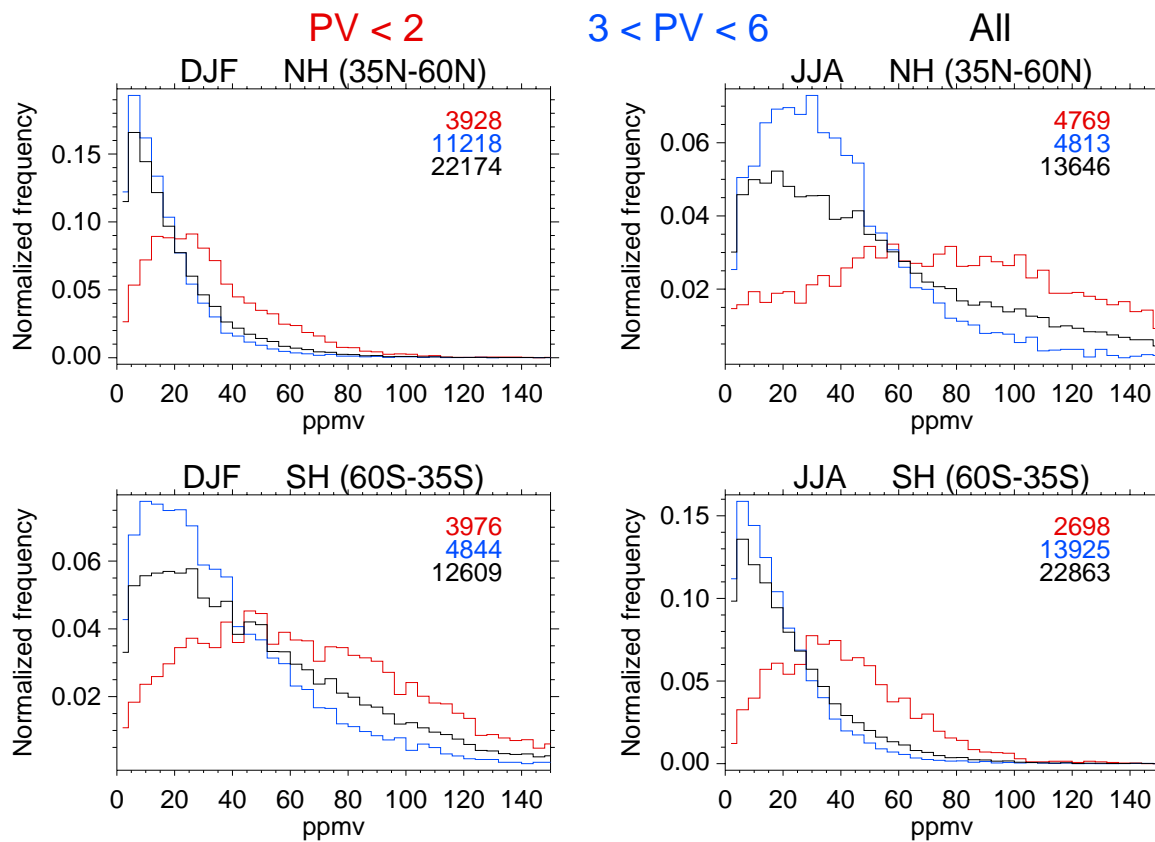 PV < 2 3 < PV < 6 All
DJF NH (35N-60N)
Normalized frequency
0.15
0.10
0.05
0.00
3928
11218
22174
0 20 40 60 80 100 120 140
ppmv
JJA NH (35N-60N)
Normalized frequency
0.06
0.04
0.02
4769
4813
13646
0 20 40 60 80 100 120 140
ppmv
DJF SH (60S-35S)
Normalized frequency
0.06
0.04
0.02
3976
4844
12609
0 20 40 60 80 100 120 140
ppmv
JJA SH (60S-35S)
Normalized frequency
0.15
0.10
0.05
0.00
2698
13925
22863
0 20 40 60 80 100 120 140
ppmv